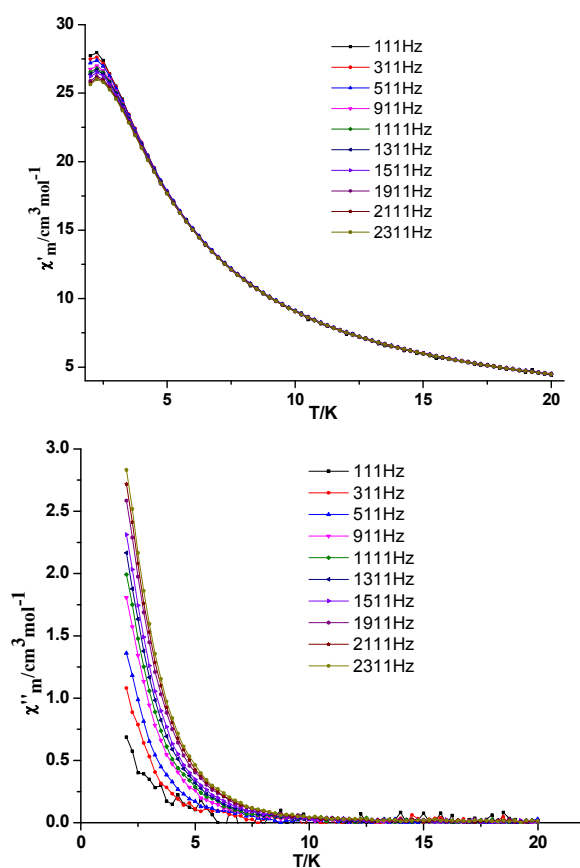 30
25
20
15
10
5
χ'm/cm³mol⁻¹
111Hz
311Hz
511Hz
911Hz
1111Hz
1311Hz
1511Hz
1911Hz
2111Hz
2311Hz
5 10 15 20
T/K
3.0
2.5
2.0
1.5
1.0
0.5
0.0
χ''m/cm³mol⁻¹
111Hz
311Hz
511Hz
911Hz
1111Hz
1311Hz
1511Hz
1911Hz
2111Hz
2311Hz
0 5 10 15 20
T/K